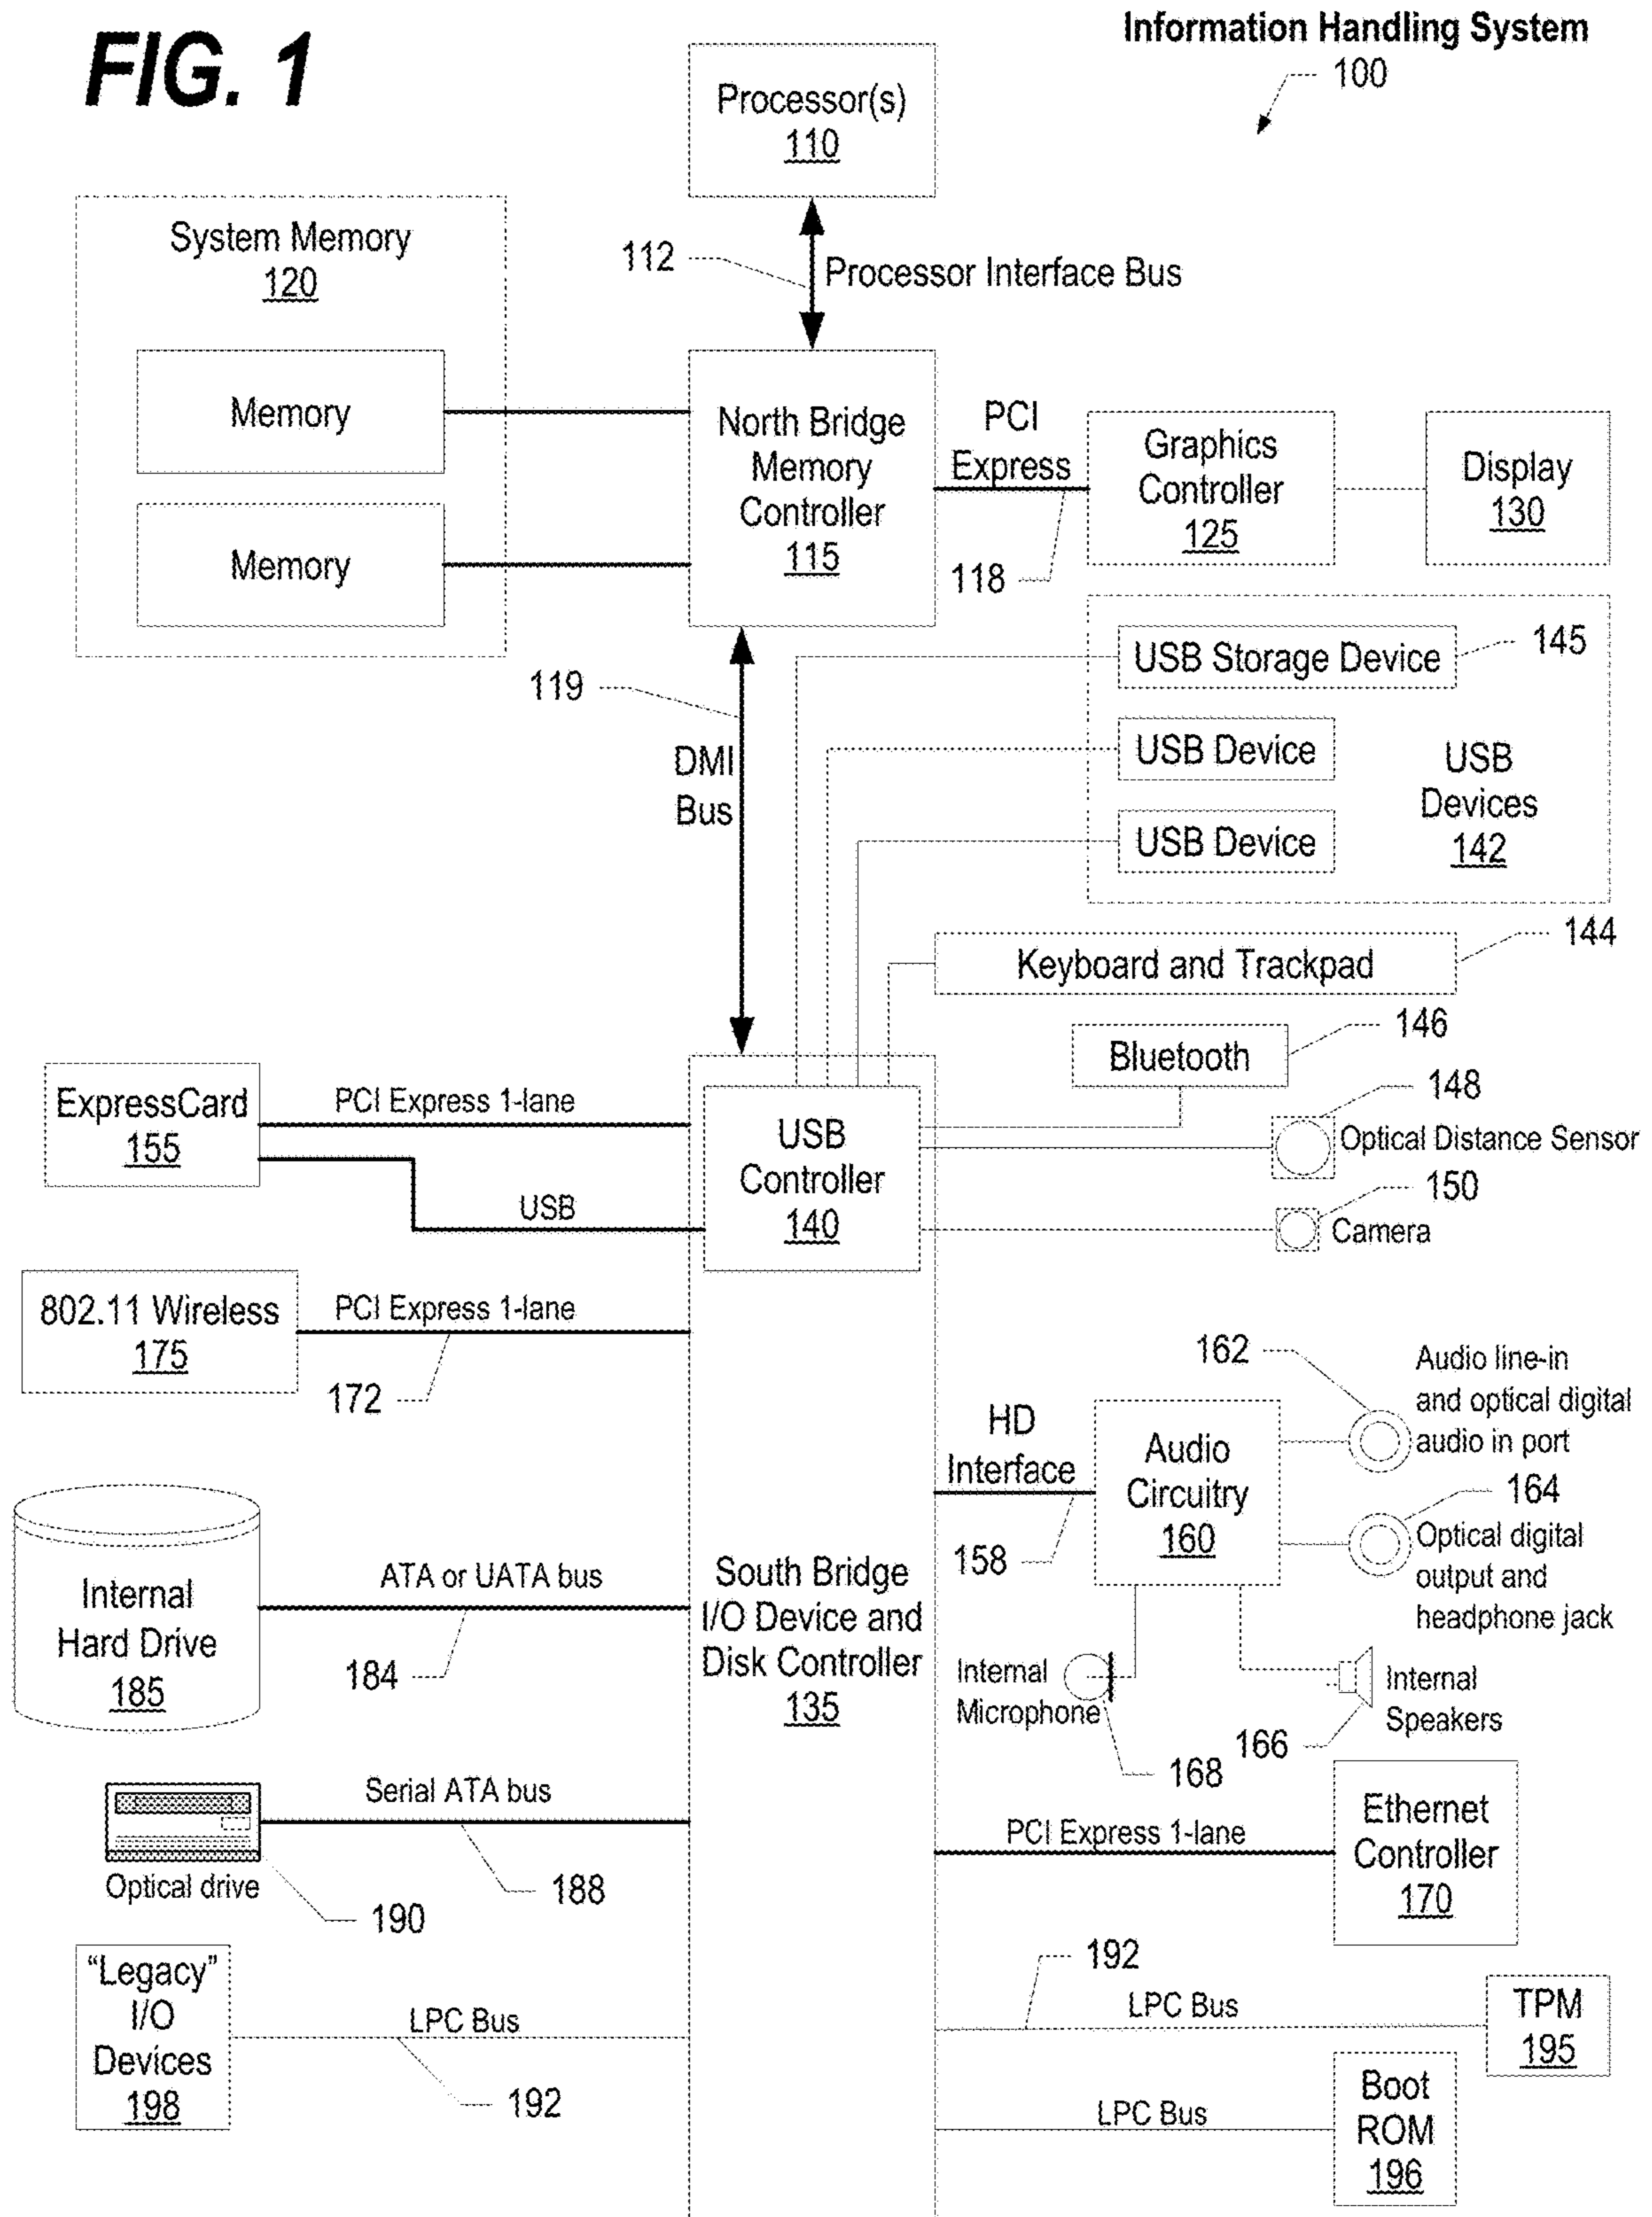 FIG. 1
Information Handling System
100
Processor(s)
110
System Memory
120
112
Processor Interface Bus
Memory
Memory
North Bridge
Memory
Controller
115
PCI
Express
118
Graphics
Controller
125
Display
130
119
DMI
Bus
USB Storage Device
145
USB Device
USB Device
USB
Devices
142
144
Keyboard and Trackpad
146
Bluetooth
148
Optical Distance Sensor
150
Camera
ExpressCard
155
PCI Express 1-lane
USB
USB
Controller
140
802.11 Wireless
175
PCI Express 1-lane
172
162
Audio line-in
and optical digital
audio in port
HD
Interface
158
Audio
Circuitry
160
164
Optical digital
output and
headphone jack
Internal
Hard Drive
185
ATA or UATA bus
184
South Bridge
I/O Device and
Disk Controller
135
Internal
Microphone
168
166
Internal
Speakers
Serial ATA bus
188
Optical drive
190
PCI Express 1-lane
Ethernet
Controller
170
"Legacy"
I/O
Devices
198
LPC Bus
192
192
LPC Bus
TPM
195
LPC Bus
Boot
ROM
196